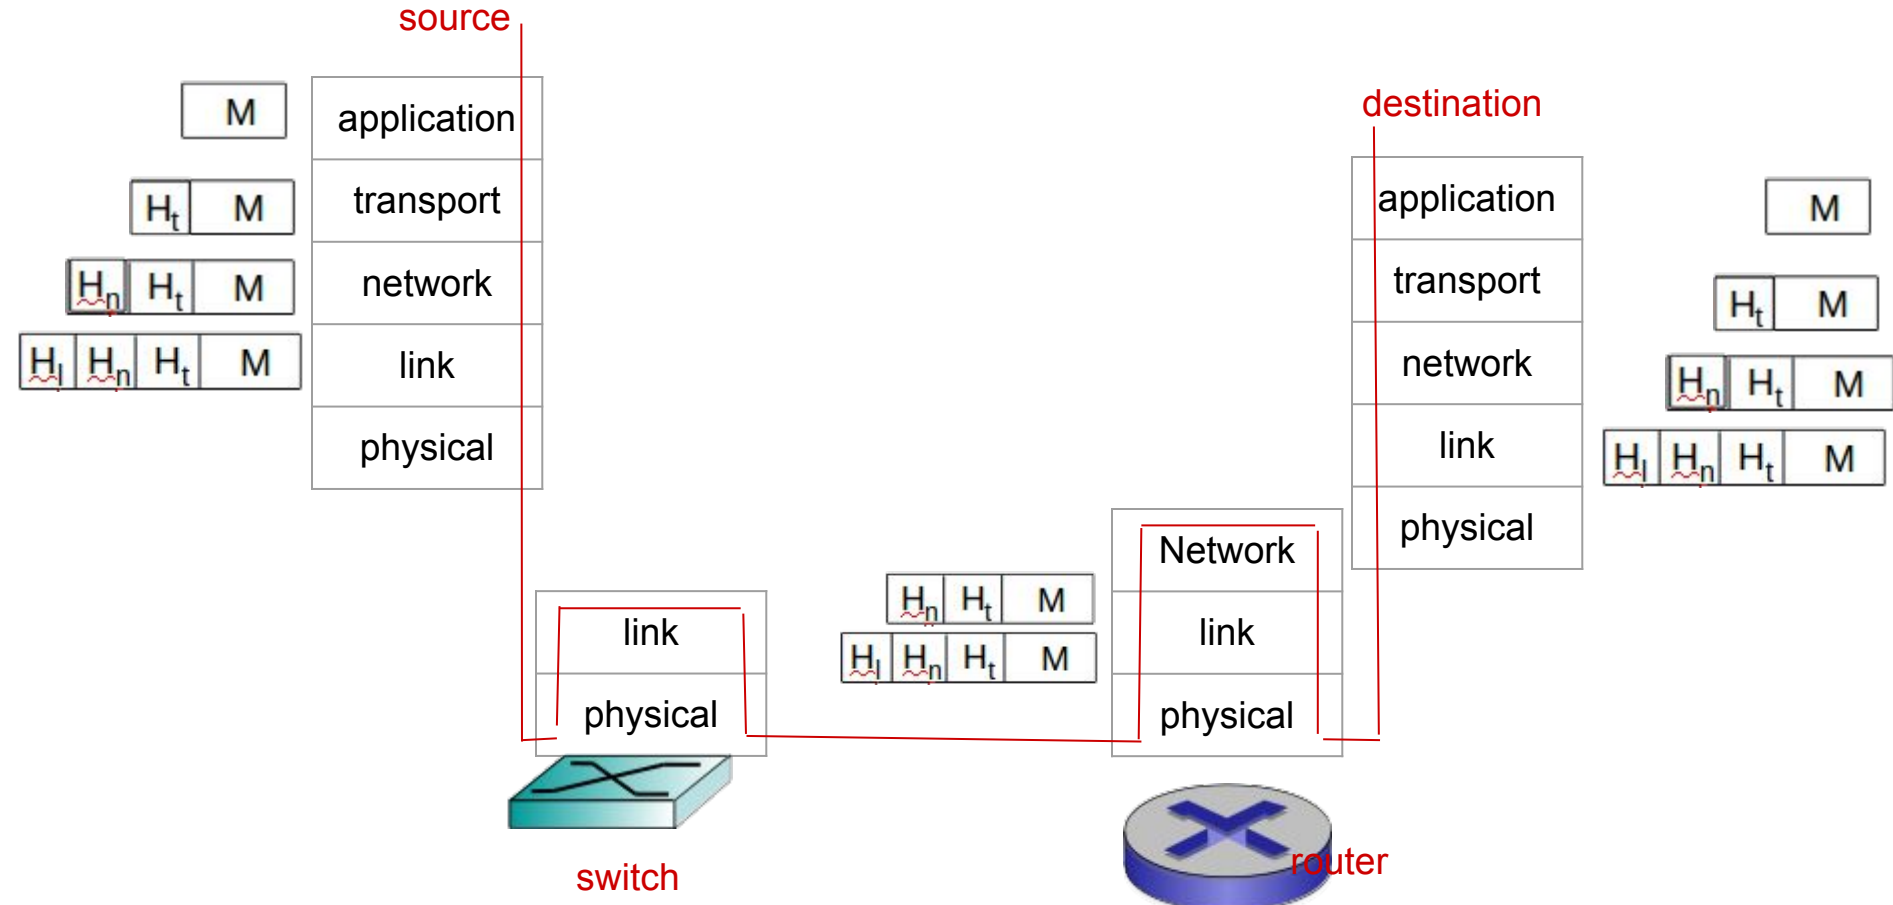 source
M
application
Ht M
transport
Hn Ht M
network
Hl Hn Ht M
link
physical
link
physical
switch
Hn Ht M
Hl Hn Ht M
Network
link
physical
router
destination
application
M
transport
Ht M
network
Hn Ht M
link
Hl Hn Ht M
physical